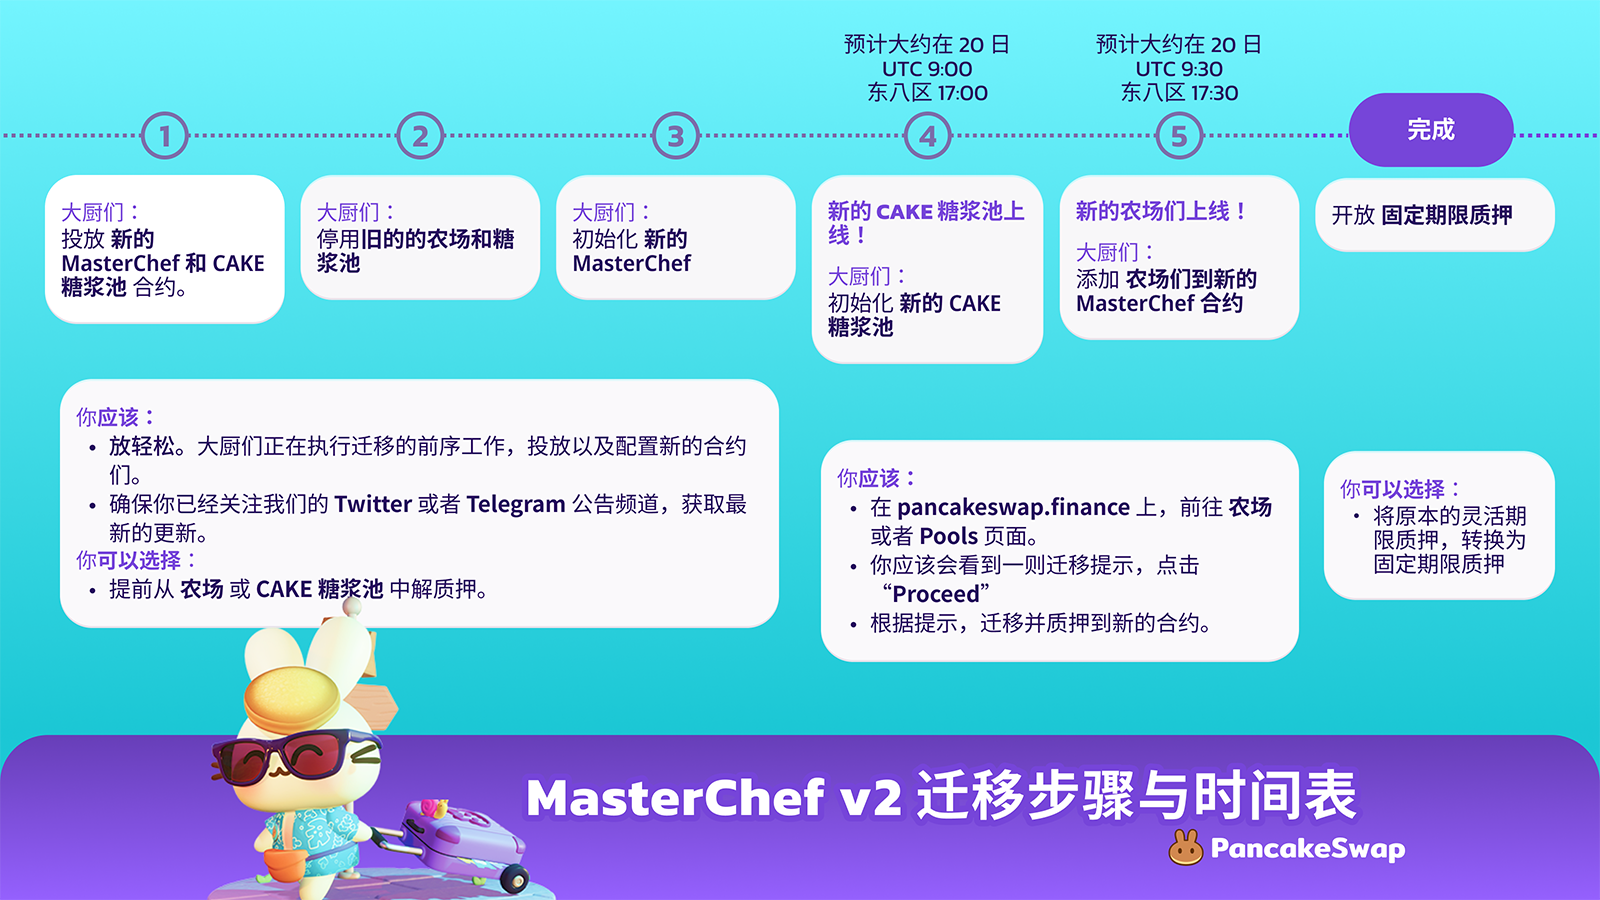 预计大约在 20 日
UTC 9:00
东八区 17:00
预计大约在 20 日
UTC 9:30
东八区 17:30
1
2
3
4
5
完成
大厨们：
投放 新的
MasterChef 和 CAKE
糖浆池 合约。
大厨们：
停用旧的的农场和糖
浆池
大厨们：
初始化 新的
MasterChef
新的 CAKE 糖浆池上
线！
大厨们：
初始化 新的 CAKE
糖浆池
新的农场们上线！
大厨们：
添加 农场们到新的
MasterChef 合约
开放 固定期限质押
你应该：
• 放轻松。大厨们正在执行迁移的前序工作，投放以及配置新的合约
们。
• 确保你已经关注我们的 Twitter 或者 Telegram 公告频道，获取最
新的更新。
你可以选择：
• 提前从 农场 或 CAKE 糖浆池 中解质押。
你应该：
• 在 pancakeswap.finance 上，前往 农场
或者 Pools 页面。
• 你应该会看到一则迁移提示，点击
“Proceed”
• 根据提示，迁移并质押到新的合约。
你可以选择：
• 将原本的灵活期
限质押，转换为
固定期限质押
MasterChef v2 迁移步骤与时间表
PancakeSwap